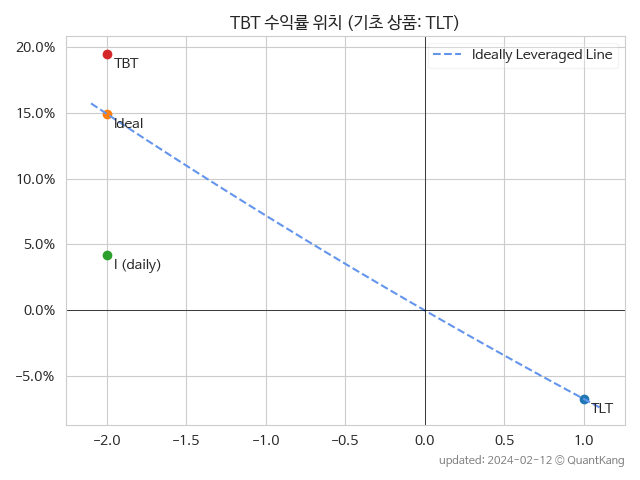 TBT 수익률 위치 (기초 상품: TLT)
20.0%
15.0%
10.0%
5.0%
0.0%
−5.0%
TBT
Ideal
I (daily)
TLT
Ideally Leveraged Line
−2.0 −1.5 −1.0 −0.5 0.0 0.5 1.0
updated: 2024-02-12 © QuantKang